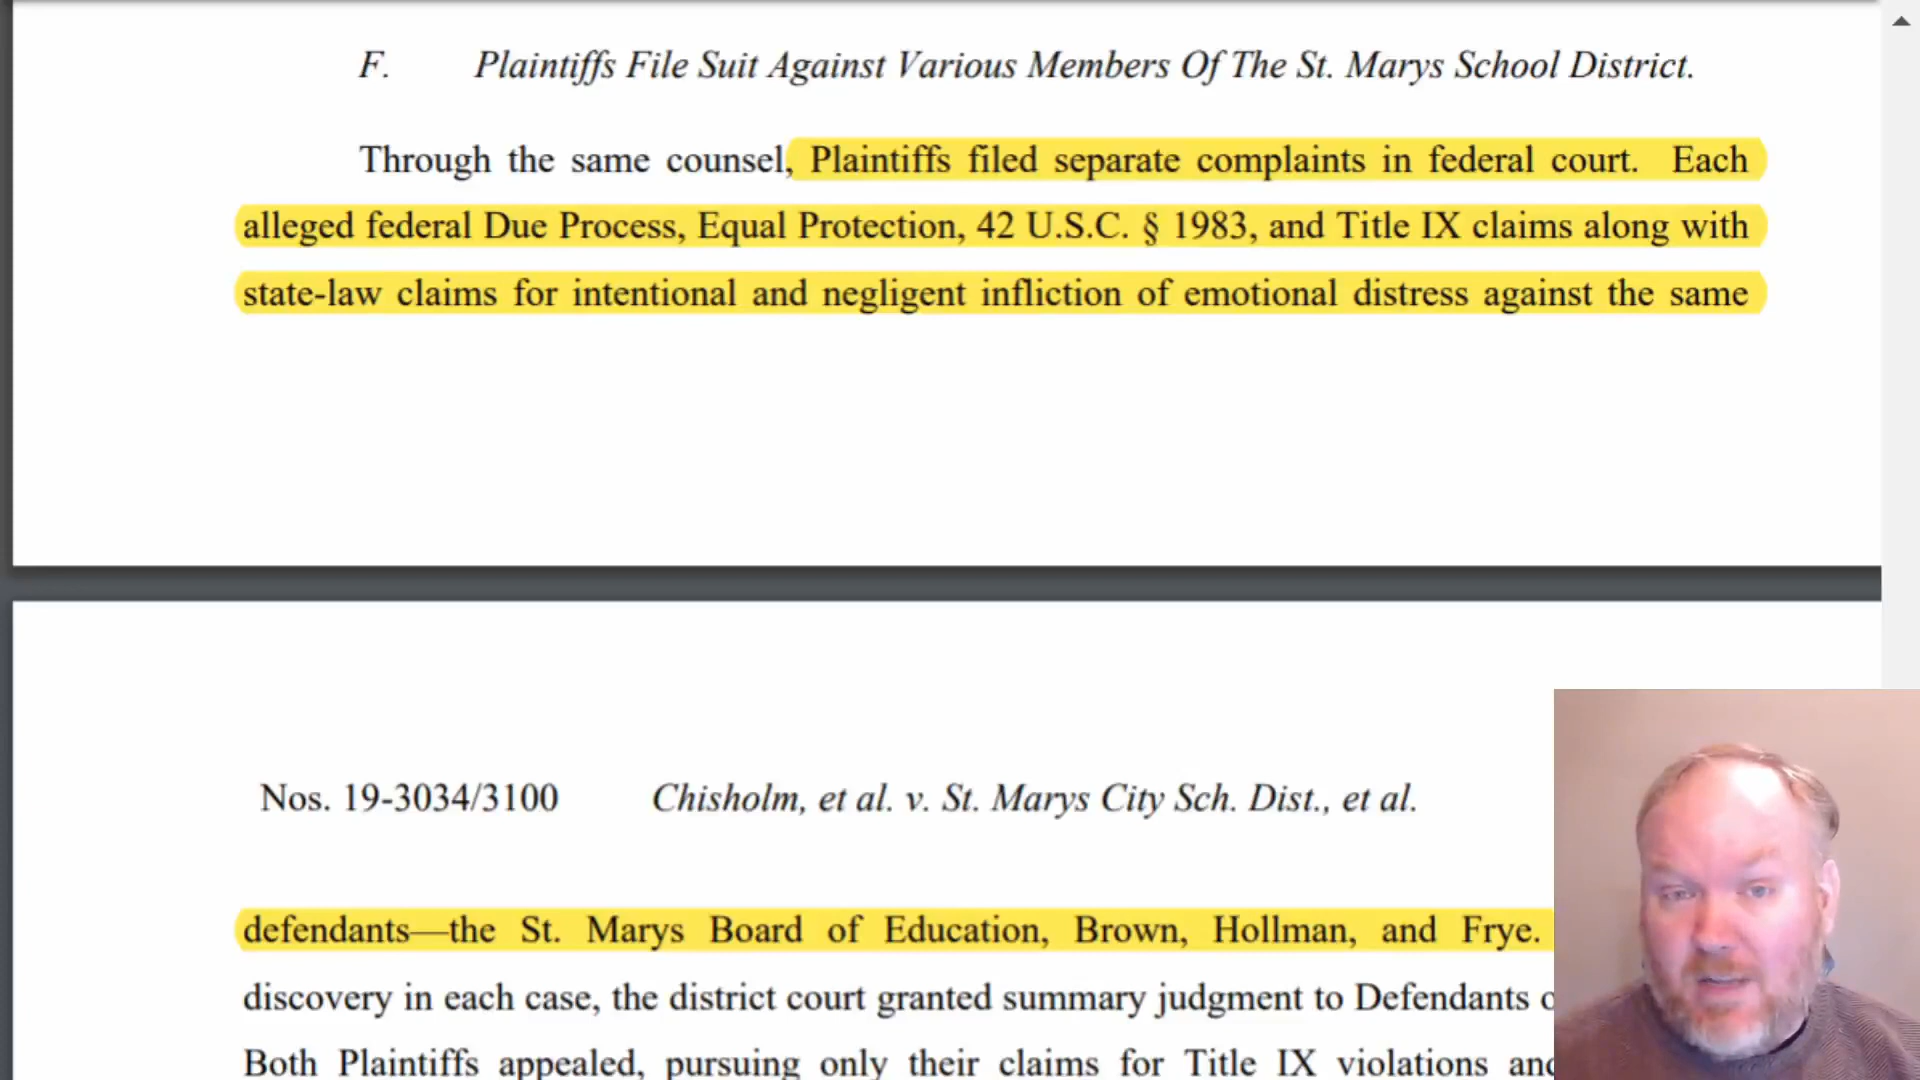 F. Plaintiffs File Suit Against Various Members Of The St. Marys School District.
Through the same counsel, Plaintiffs filed separate complaints in federal court. Each
alleged federal Due Process, Equal Protection, 42 U.S.C. § 1983, and Title IX claims along with
state-law claims for intentional and negligent infliction of emotional distress against the same
Nos. 19-3034/3100 Chisholm, et al. v. St. Marys City Sch. Dist., et al.
defendants—the St. Marys Board of Education, Brown, Hollman, and Frye.
discovery in each case, the district court granted summary judgment to Defendants
Both Plaintiffs appealed, pursuing only their claims for Title IX violations and